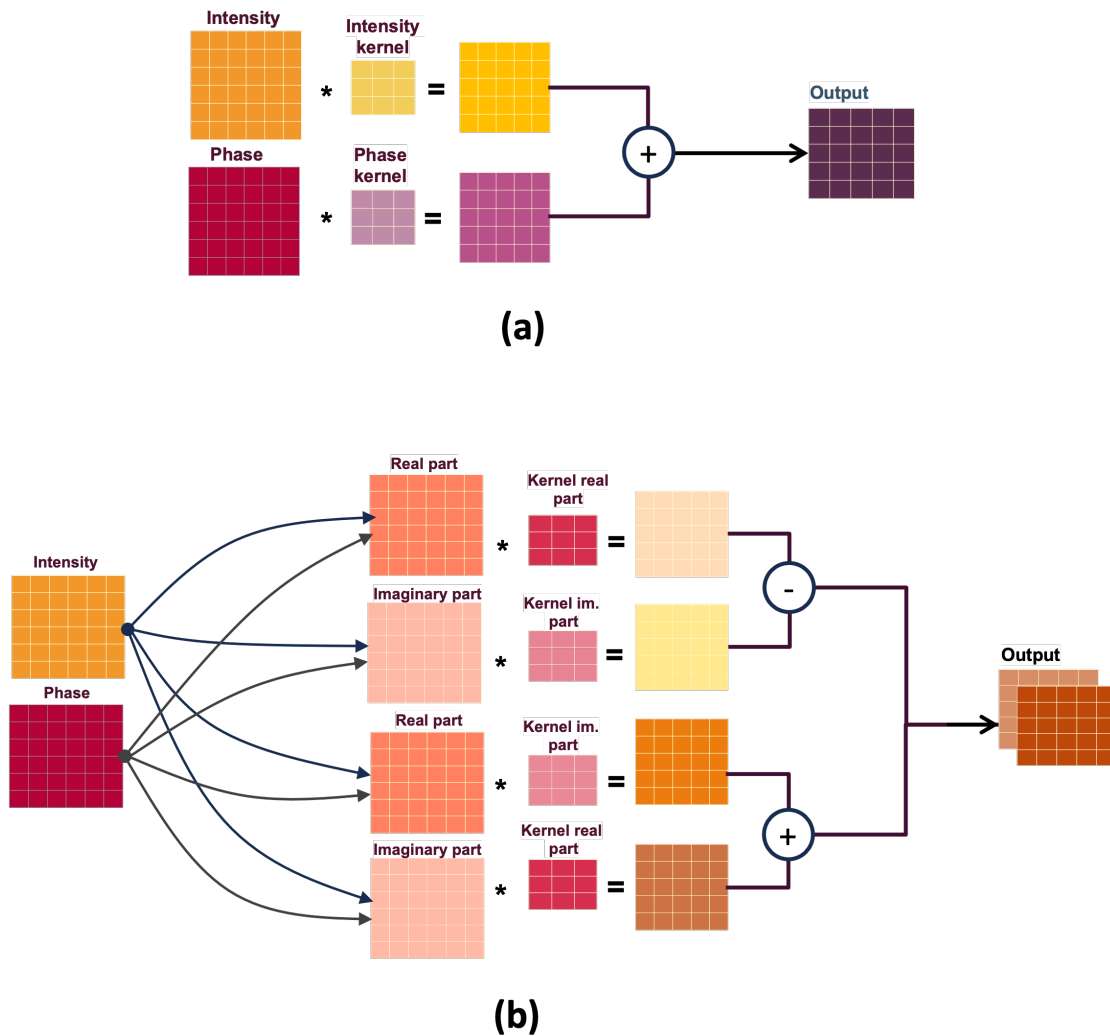 Intensity
Intensity
kernel
*
=
Output
+
Phase
Phase
kernel
*
=
(a)
Real part
Kernel real
part
*
=
Intensity
-
Imaginary part
Kernel im.
part
*
=
Output
Phase
Real part
Kernel im.
part
*
=
+
Imaginary part
Kernel real
part
*
=
(b)